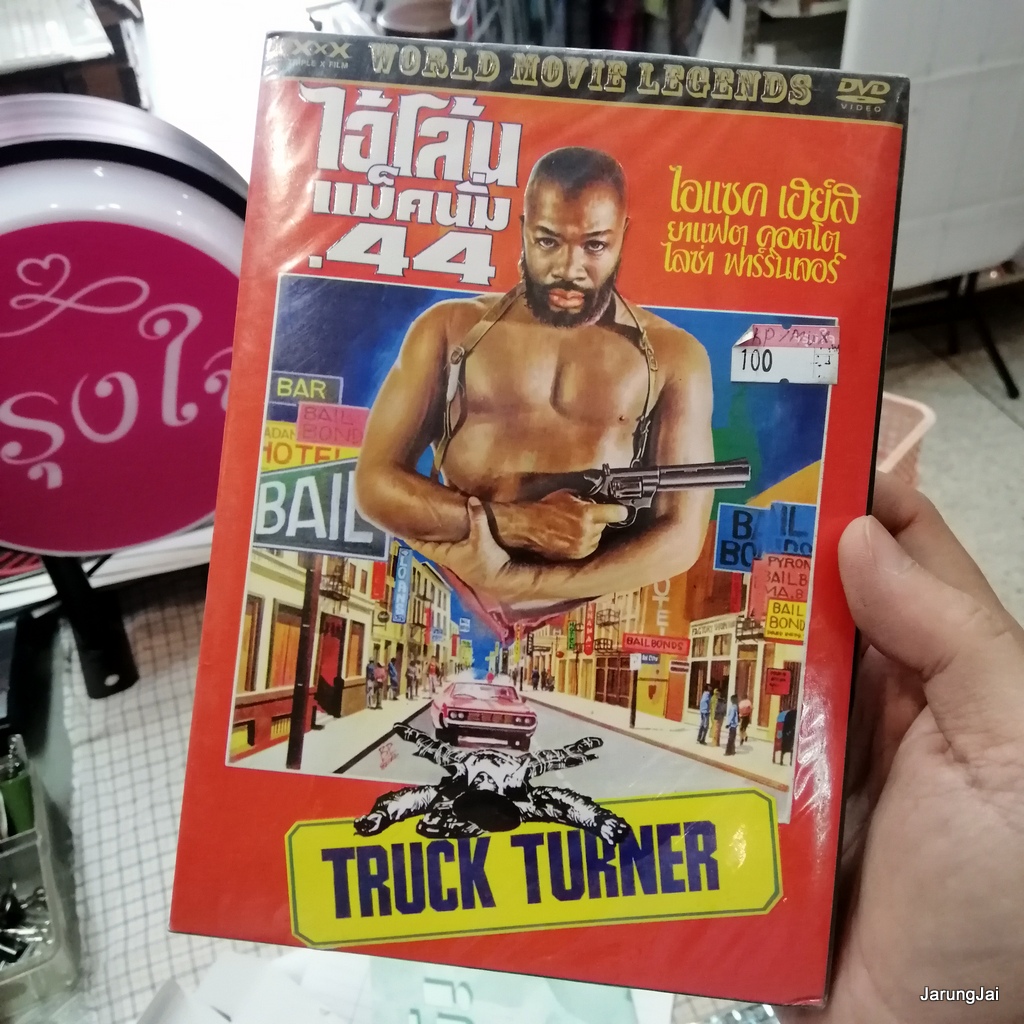 XXX
TRIPLE X FILM
WORLD MOVIE LEGENDS
DVD
VIDEO
ไอ้โล้น
แม็คนั่ม
.44
ไอแซค เฮย์ส
ยาแฟต คอตโต
ไลซ่า ฟาร์รินเจอร์
100
BAR
BAIL
BOND
HOTEL
BAIL
LOANS
BAIL
BAIL
BOND
BAIL BONDS
TRUCK TURNER
JarungJai